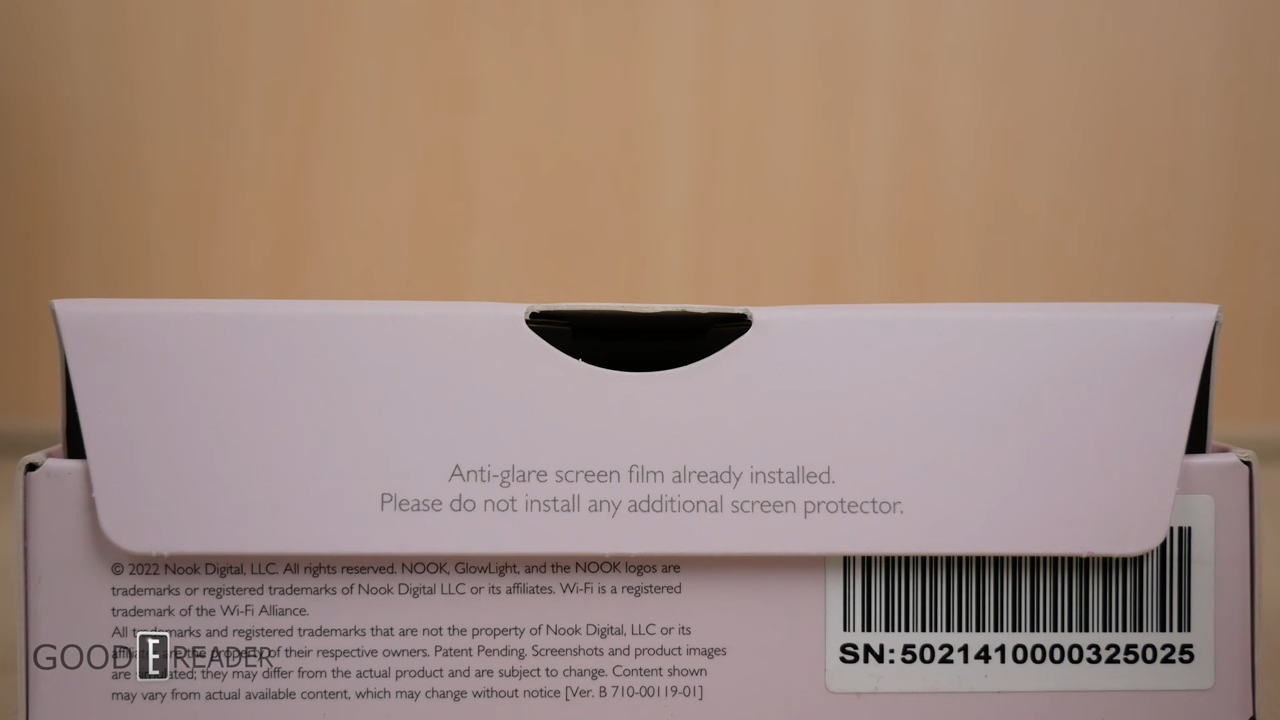 Anti-glare screen film already installed.
Please do not install any additional screen protector.
© 2022 Nook Digital, LLC. All rights reserved. NOOK, GlowLight, and the NOOK logos are
trademarks or registered trademarks of Nook Digital LLC or its affiliates. Wi-Fi is a registered
trademark of the Wi-Fi Alliance.
All trademarks and registered trademarks that are not the property of Nook Digital, LLC or its
affiliates are the property of their respective owners. Patent Pending. Screenshots and product images
are simulated; they may differ from the actual product and are subject to change. Content shown
may vary from actual available content, which may change without notice [Ver. B 710-00119-01]
SN:5021410000325025
GOOD E READER